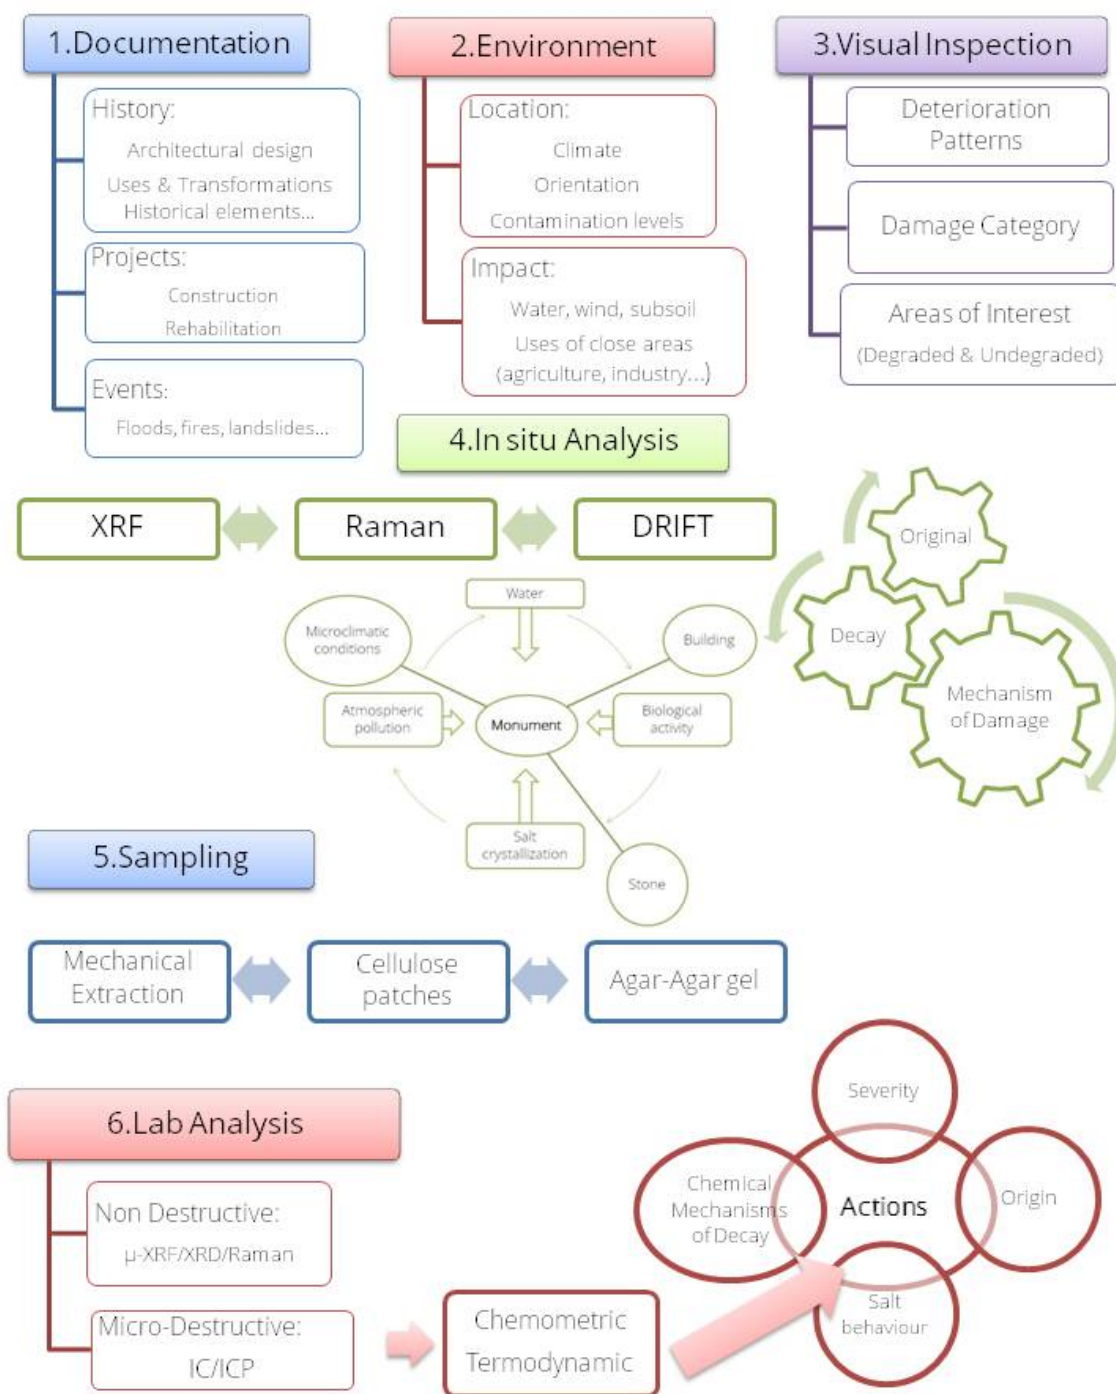 1.Documentation
History:
Architectural design
Uses & Transformations
Historical elements...
Projects:
Construction
Rehabilitation
Events:
Floods, fires, landslides...
2.Environment
Location:
Climate
Orientation
Contamination levels
Impact:
Water, wind, subsoil
Uses of close areas
(agriculture, industry...)
3.Visual Inspection
Deterioration
Patterns
Damage Category
Areas of Interest
(Degraded & Undegraded)
4.In situ Analysis
XRF
Raman
DRIFT
Water
Microclimatic
conditions
Building
Atmospheric
pollution
Monument
Biological
activity
Salt
crystallization
Stone
Original
Decay
Mechanism
of Damage
5.Sampling
Mechanical
Extraction
Cellulose
patches
Agar-Agar gel
6.Lab Analysis
Non Destructive:
μ-XRF/XRD/Raman
Micro-Destructive:
IC/ICP
Chemometric
Termodynamic
Severity
Chemical
Mechanisms
of Decay
Actions
Origin
Salt
behaviour